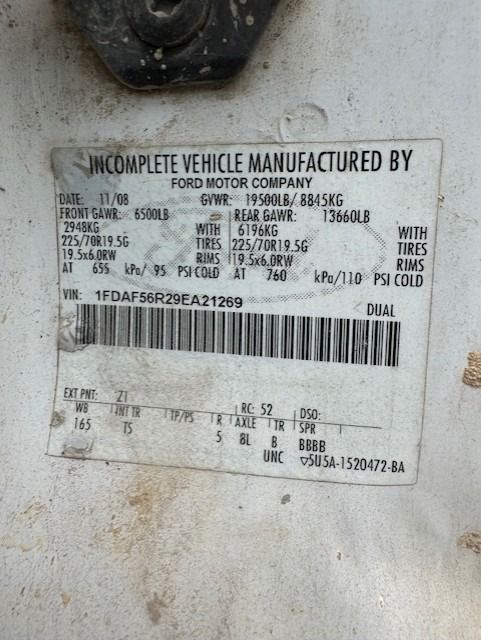 INCOMPLETE VEHICLE MANUFACTURED BY
FORD MOTOR COMPANY
DATE: 11/08 GVWR: 19500LB/ 8845KG
FRONT GAWR: 6500LB REAR GAWR: 13660LB
2948KG WITH 6196KG WITH
225/70R19.5G TIRES 225/70R19.5G TIRES
19.5x6.0RW RIMS 19.5x6.0RW RIMS
AT 655 kPa/ 95 PSI COLD AT 760 kPa/110 PSI COLD
VIN: 1FDAF56R29EA21269 DUAL
EXT PNT: Z1 RC: 52 DSO:
WB INT TR TP/PS R AXLE TR SPR
165 TS 5 8L B BBBB
UNC ▽5U5A-1520472-BA